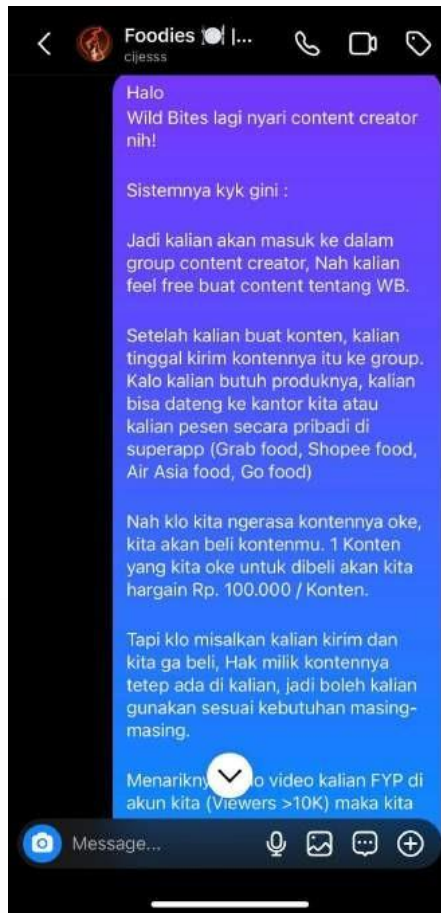 Foodies 🍽 |...
cijesss
Halo
Wild Bites lagi nyari content creator
nih!
Sistemnya kyk gini :
Jadi kalian akan masuk ke dalam
group content creator, Nah kalian
feel free buat content tentang WB.
Setelah kalian buat konten, kalian
tinggal kirim kontennya itu ke group.
Kalo kalian butuh produknya, kalian
bisa dateng ke kantor kita atau
kalian pesen secara pribadi di
superapp (Grab food, Shopee food,
Air Asia food, Go food)
Nah klo kita ngerasa kontennya oke,
kita akan beli kontenmu. 1 Konten
yang kita oke untuk dibeli akan kita
hargain Rp. 100.000 / Konten.
Tapi klo misalkan kalian kirim dan
kita ga beli, Hak milik kontennya
tetep ada di kalian, jadi boleh kalian
gunakan sesuai kebutuhan masing-
masing.
video kalian FYP di
akun kita (Viewers >10K) maka kita
Message...